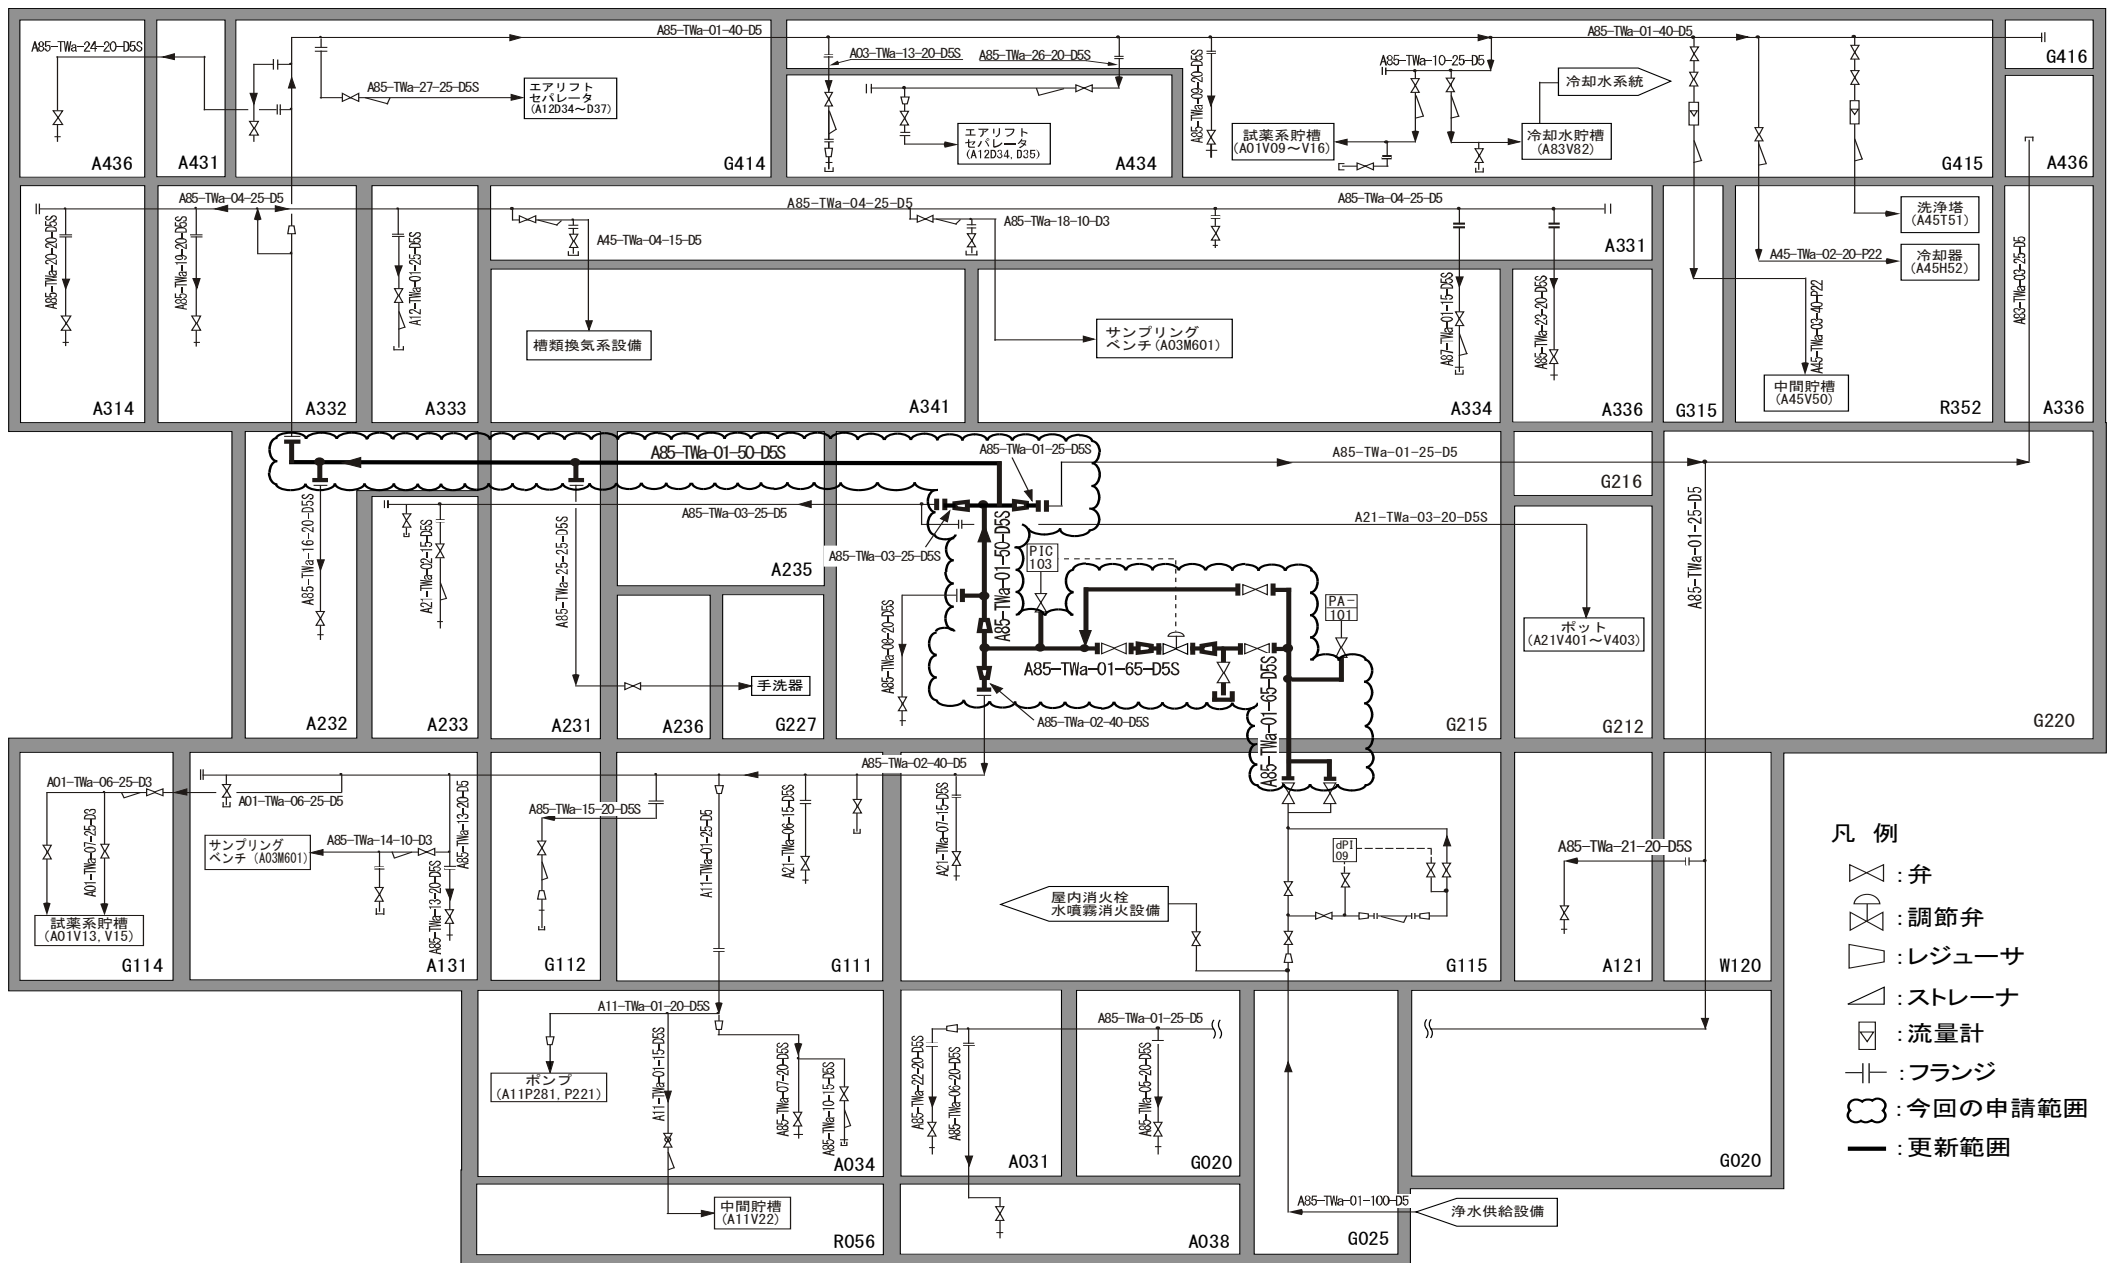 A85-TWa-24-20-D5S
A436
A431
A85-TWa-01-40-D5
A85-TWa-27-25-D5S
エアリフト
セパレータ
(A12D34～D37)
G414
A03-TWa-13-20-D5S
A85-TWa-26-20-D5S
エアリフト
セパレータ
(A12D34, D35)
A434
A85-TWa-09-20-D5S
A85-TWa-10-25-D5
A85-TWa-01-40-D5
冷却水系統
試薬系貯槽
(A01V09～V16)
冷却水貯槽
(A83V82)
G415
G416
A436
A85-TWa-04-25-D5
A85-TWa-20-20-D5S
A314
A85-TWa-19-20-D5S
A332
A12-TWa-01-25-D5S
A333
A85-TWa-04-25-D5
A85-TWa-04-25-D5
A45-TWa-04-15-D5
A85-TWa-18-10-D3
A331
槽類換気系設備
A341
サンプリング
ベンチ(A03M601)
A87-TWa-01-15-D5S
A334
A85-TWa-23-20-D5S
A336
G315
洗浄塔
(A45T51)
A45-TWa-02-20-P22
冷却器
(A45H52)
A45-TWa-03-40-P22
中間貯槽
(A45V50)
R352
A83-TWa-03-25-D5
A336
A85-TWa-01-50-D5S
A85-TWa-01-25-D5S
A85-TWa-01-25-D5
G216
A85-TWa-16-20-D5S
A232
A21-TWa-02-15-D5S
A233
A85-TWa-25-25-D5S
A231
A85-TWa-03-25-D5
A235
A85-TWa-03-25-D5S
A85-TWa-01-50-D5S
PIC
103
A21-TWa-03-20-D5S
A85-TWa-01-25-D5
PA-
101
ポット
(A21V401～V403)
A85-TWa-08-20-D5S
A85-TWa-01-65-D5S
A85-TWa-01-65-D5S
手洗器
A236
G227
A85-TWa-02-40-D5S
G215
G212
G220
A01-TWa-06-25-D3
A01-TWa-07-25-D3
試薬系貯槽
(A01V13, V15)
G114
A01-TWa-06-25-D5
A85-TWa-13-20-D5
サンプリング
ベンチ(A03M601)
A85-TWa-14-10-D3
A85-TWa-13-20-D5S
A131
A85-TWa-15-20-D5S
G112
A85-TWa-02-40-D5
A11-TWa-01-25-D5
A21-TWa-06-15-D5S
G111
A21-TWa-07-15-D5S
dPI
09
屋内消火栓
水噴霧消火設備
G115
A85-TWa-21-20-D5S
A121
W120
A11-TWa-01-20-D5S
ポンプ
(A11P281, P221)
A11-TWa-01-15-D5S
A85-TWa-07-20-D5S
A85-TWa-10-15-D5S
A034
A85-TWa-01-25-D5
A85-TWa-22-20-D5S
A85-TWa-06-20-D5S
A031
A85-TWa-05-20-D5S
G020
G020
中間貯槽
(A11V22)
R056
A038
A85-TWa-01-100-D5
浄水供給設備
G025
凡 例
：弁
：調節弁
：レジューサ
：ストレーナ
：流量計
：フランジ
：今回の申請範囲
：更新範囲